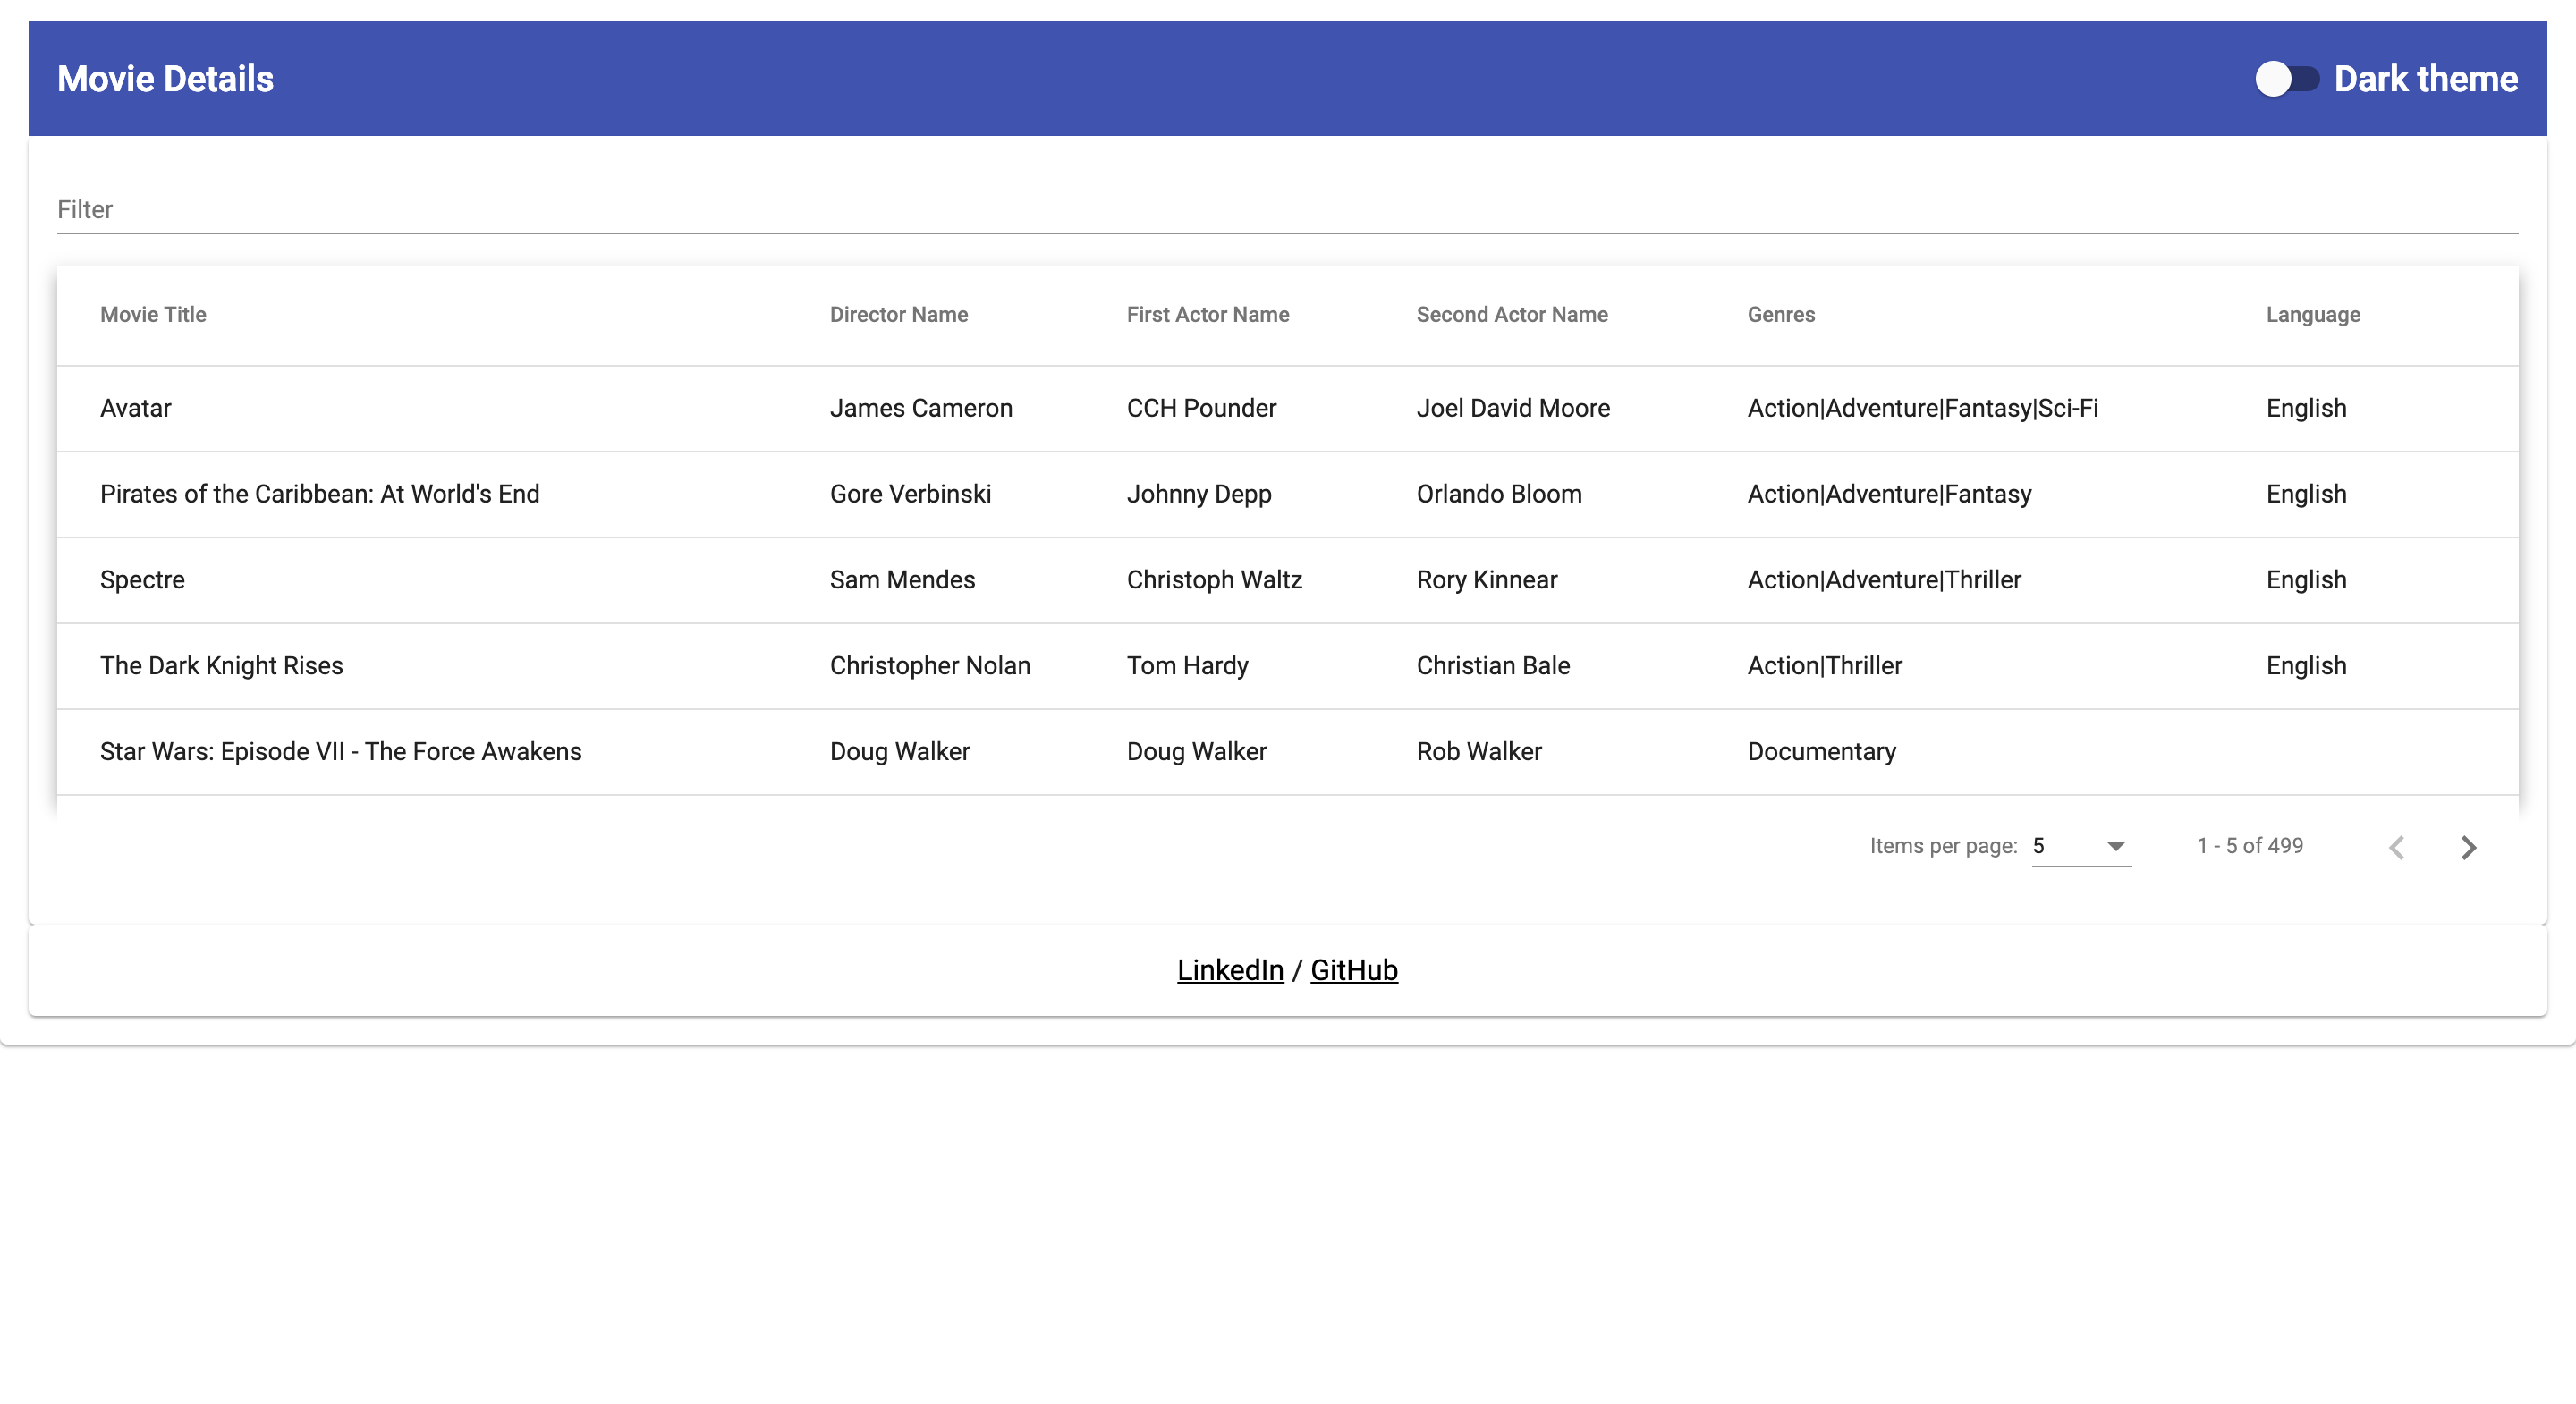 Movie Details Dark theme
Filter
Movie Title Director Name First Actor Name Second Actor Name Genres Language
Avatar James Cameron CCH Pounder Joel David Moore Action|Adventure|Fantasy|Sci-Fi English
Pirates of the Caribbean: At World's End Gore Verbinski Johnny Depp Orlando Bloom Action|Adventure|Fantasy English
Spectre Sam Mendes Christoph Waltz Rory Kinnear Action|Adventure|Thriller English
The Dark Knight Rises Christopher Nolan Tom Hardy Christian Bale Action|Thriller English
Star Wars: Episode VII - The Force Awakens Doug Walker Doug Walker Rob Walker Documentary
Items per page: 5 1 - 5 of 499
LinkedIn / GitHub